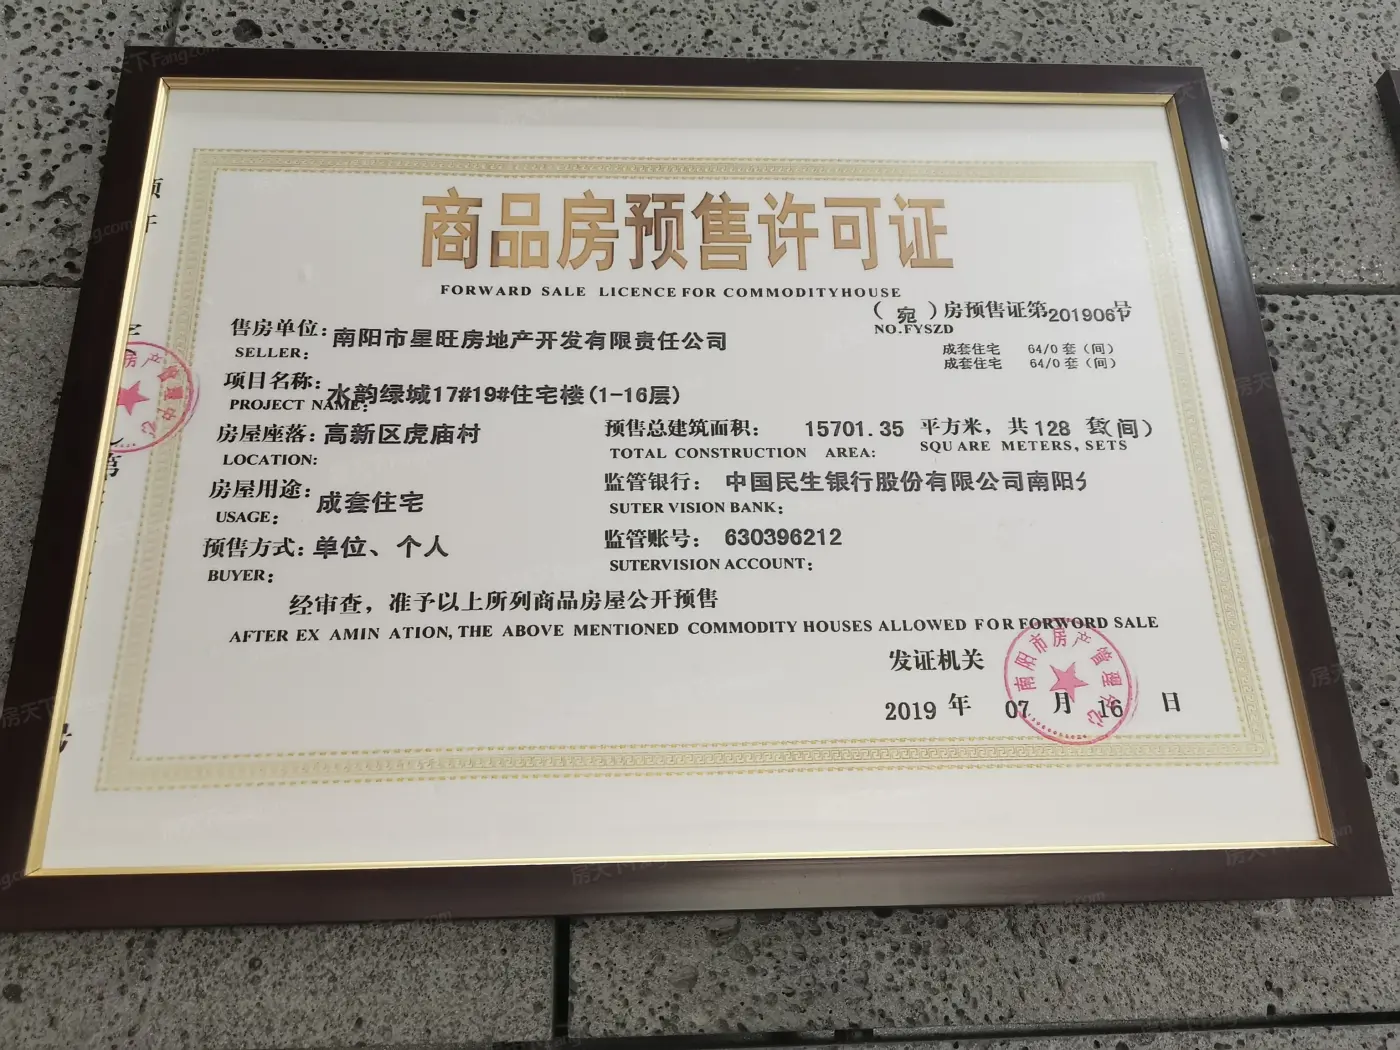 商品房预售许可证
FORWARD SALE LICENCE FOR COMMODITYHOUSE
（宛）房预售证第201906号
NO.FYSZD
售房单位：南阳市星旺房地产开发有限责任公司
SELLER:
成套住宅 64/0 套（间）
成套住宅 64/0 套（间）
项目名称：水韵绿城17#19#住宅楼(1-16层)
PROJECT NAME:
房屋座落：高新区虎庙村
LOCATION:
预售总建筑面积： 15701.35 平方米，共 128 套(间)
TOTAL CONSTRUCTION AREA: SQUARE METERS, SETS
房屋用途：成套住宅
USAGE:
监管银行： 中国民生银行股份有限公司南阳
SUTER VISION BANK:
预售方式：单位、个人
BUYER:
监管账号： 630396212
SUTERVISION ACCOUNT:
经审查，准予以上所列商品房屋公开预售
AFTER EX AMIN ATION, THE ABOVE MENTIONED COMMODITY HOUSES ALLOWED FOR FORWORD SALE
发证机关
南阳市房产管理中心
2019 年 07 月 16 日
房天下Fang.com